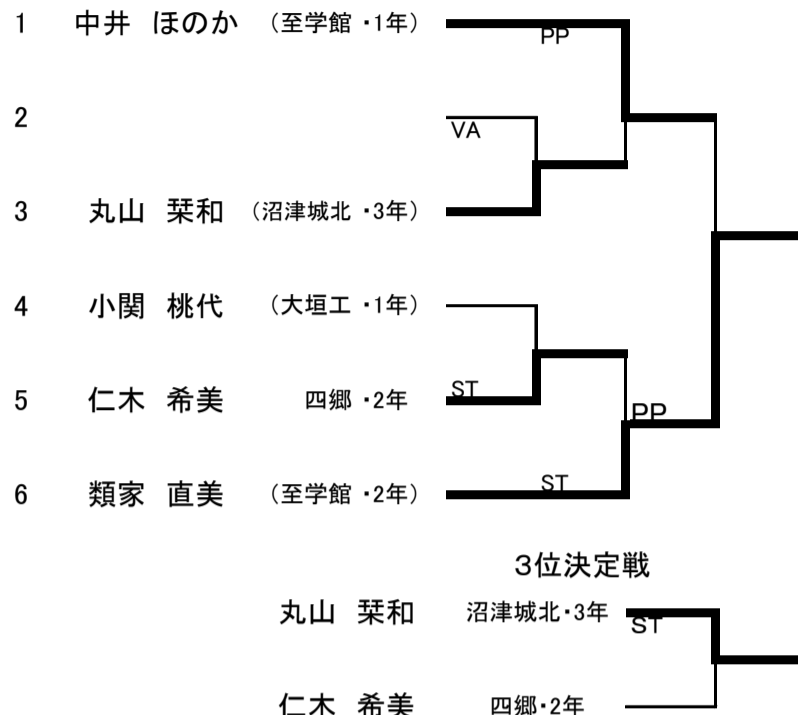 1 中井 ほのか （至学館 ・1年）
PP
2
VA
3 丸山 栞和 （沼津城北 ・3年）
4 小関 桃代 （大垣工 ・1年）
5 仁木 希美 四郷 ・2年
ST
PP
6 類家 直美 （至学館 ・2年）
ST
3位決定戦
丸山 栞和 沼津城北・3年
ST
仁木 希美 四郷・2年